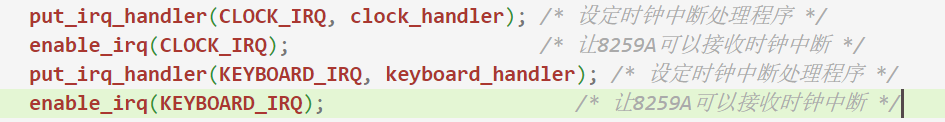 put_irq_handler(CLOCK_IRQ, clock_handler); /* 设定时钟中断处理程序 */
enable_irq(CLOCK_IRQ); /* 让8259A可以接收时钟中断 */
put_irq_handler(KEYBOARD_IRQ, keyboard_handler); /* 设定时钟中断处理程序 */
enable_irq(KEYBOARD_IRQ); /* 让8259A可以接收时钟中断 */